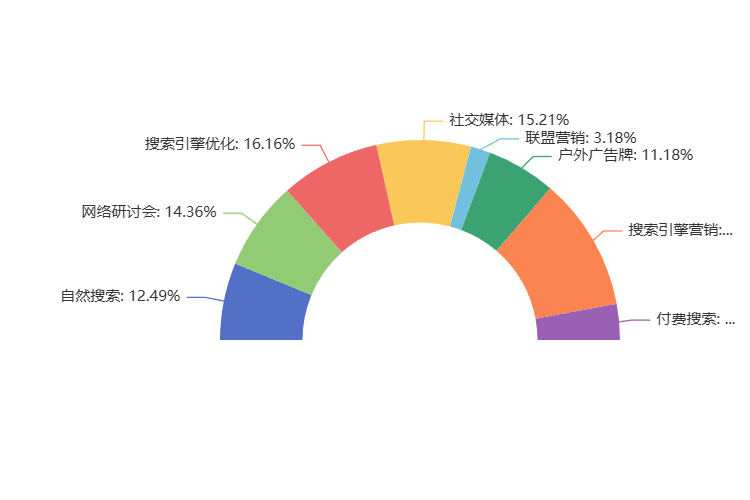 社交媒体: 15.21%
联盟营销: 3.18%
搜索引擎优化: 16.16%
户外广告牌: 11.18%
网络研讨会: 14.36%
搜索引擎营销:...
自然搜索: 12.49%
付费搜索: ...